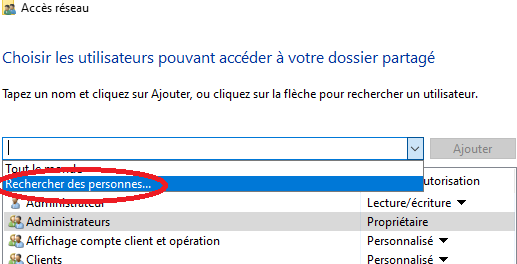 Accès réseau
Choisir les utilisateurs pouvant accéder à votre dossier partagé
Tapez un nom et cliquez sur Ajouter, ou cliquez sur la flèche pour rechercher un utilisateur.
Ajouter
Tout le monde
Rechercher des personnes... utorisation
Administrateur Lecture/écriture
Administrateurs Propriétaire
Affichage compte client et opération Personnalisé
Clients Personnalisé